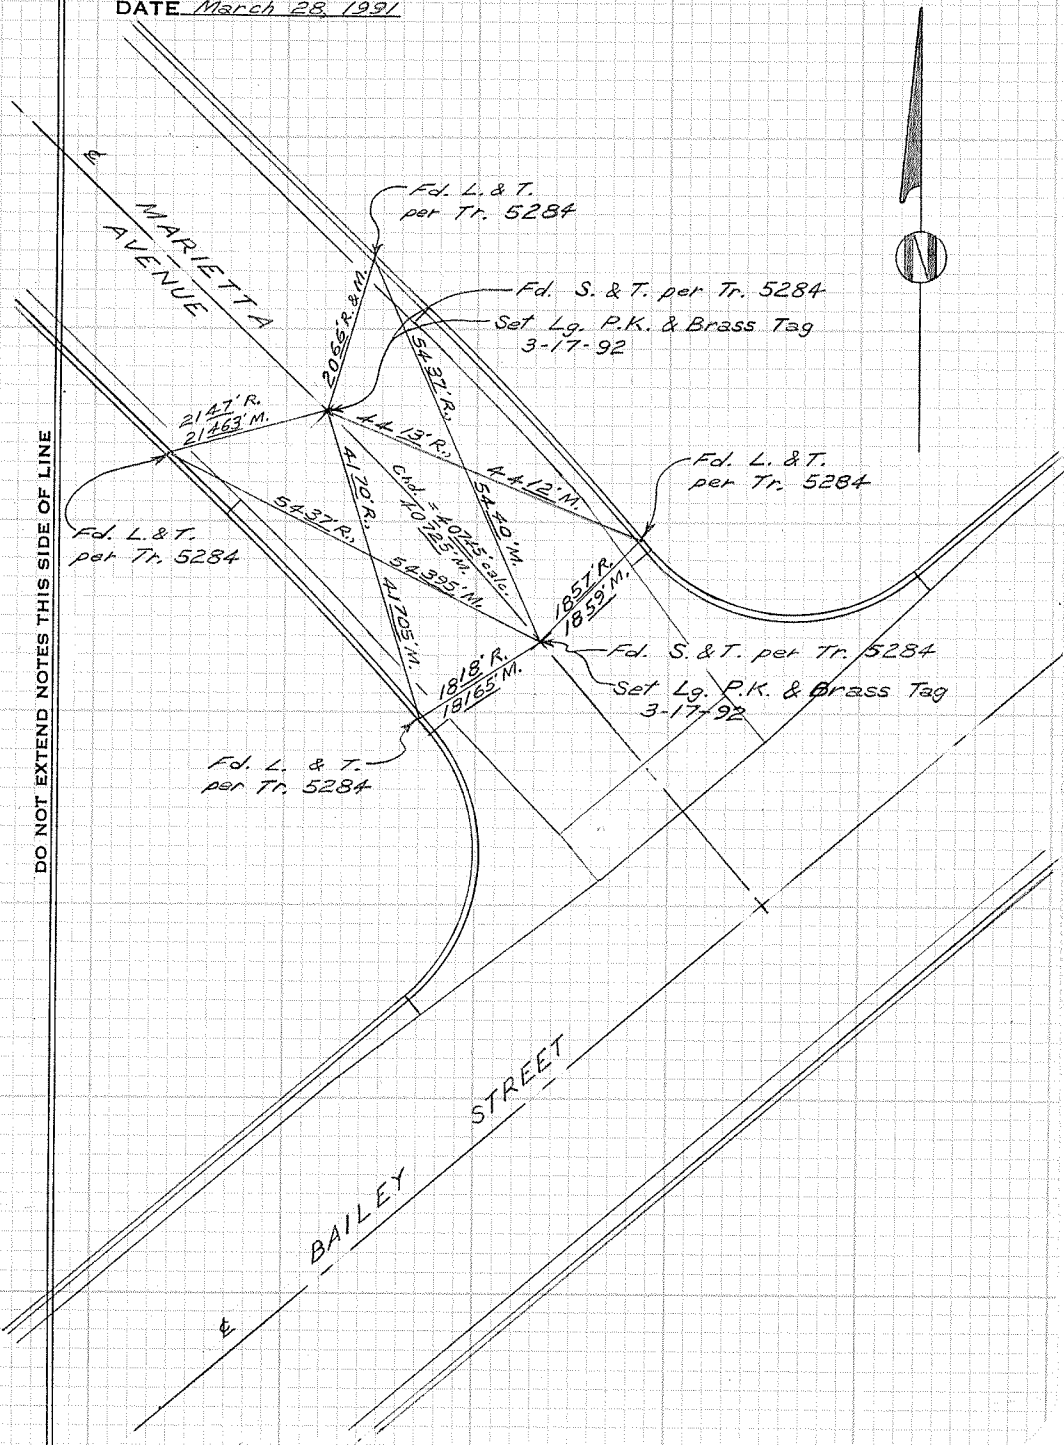 DATE March 28, 1991
Fd. L. & T.
per Tr. 5284
℄
MARIETTA
AVENUE
Fd. S. & T. per Tr. 5284
Set Lg. P.K. & Brass Tag
3-17-92
20.66' R. & M.
54.37' R.,
54.40' M.
21.47' R.
21.463' M.
44.13' R.,
44.12' M.
Fd. L. & T.
per Tr. 5284
41.70' R.,
41.705' M.
Chd. = 40.745' calc.
40.725' M.
54.37' R.,
54.395' M.
Fd. L. & T.
per Tr. 5284
18.57' R.
18.59' M.
Fd. S. & T. per Tr. 5284
Set Lg. P.K. & Brass Tag
3-17-92
18.18' R.
18.165' M.
Fd. L. & T.
per Tr. 5284
N
DO NOT EXTEND NOTES THIS SIDE OF LINE
BAILEY STREET
℄